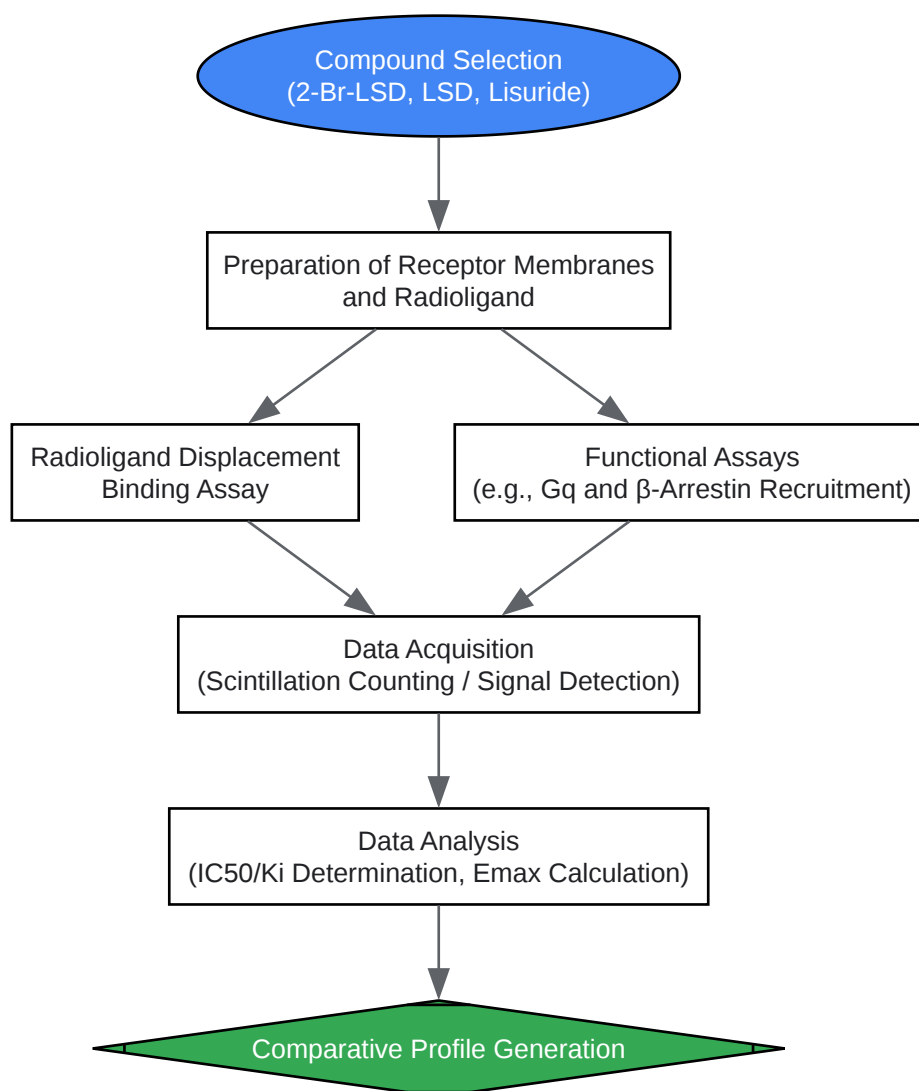 Compound Selection
(2-Br-LSD, LSD, Lisuride)
Preparation of Receptor Membranes
and Radioligand
Radioligand Displacement
Binding Assay
Functional Assays
(e.g., Gq and β-Arrestin Recruitment)
Data Acquisition
(Scintillation Counting / Signal Detection)
Data Analysis
(IC50/Ki Determination, Emax Calculation)
Comparative Profile Generation